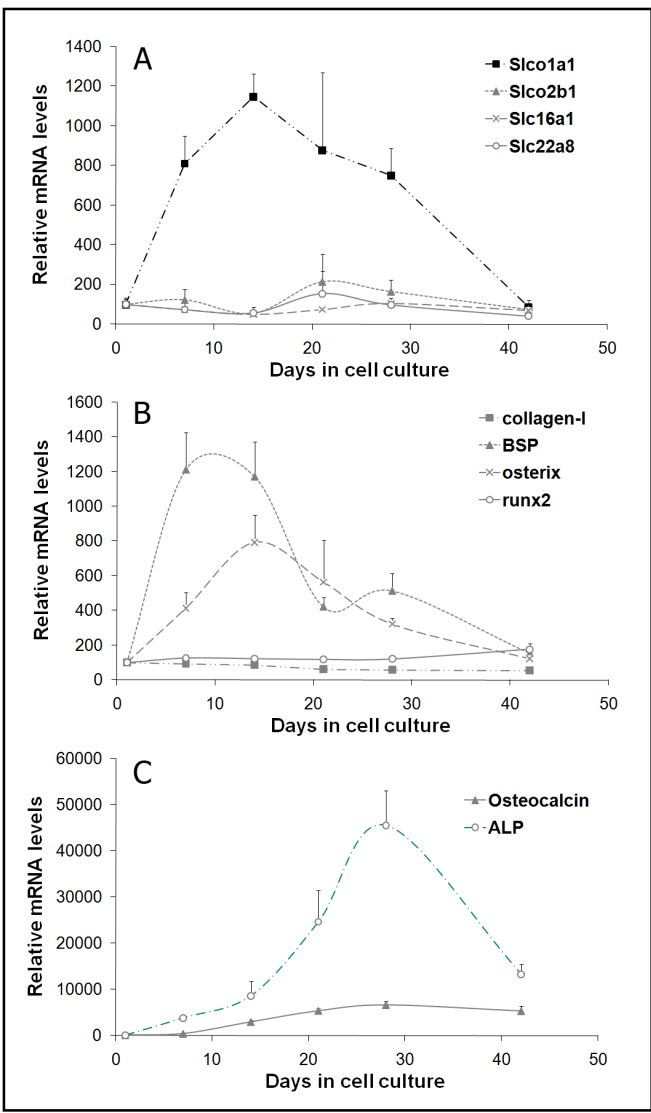 A
Slco1a1
Slco2b1
Slc16a1
Slc22a8
Relative mRNA levels
1400
1200
1000
800
600
400
200
0
0 10 20 30 40 50
Days in cell culture
B
collagen-I
BSP
osterix
runx2
Relative mRNA levels
1600
1400
1200
1000
800
600
400
200
0
0 10 20 30 40 50
Days in cell culture
C
Osteocalcin
ALP
Relative mRNA levels
60000
50000
40000
30000
20000
10000
0
0 10 20 30 40 50
Days in cell culture